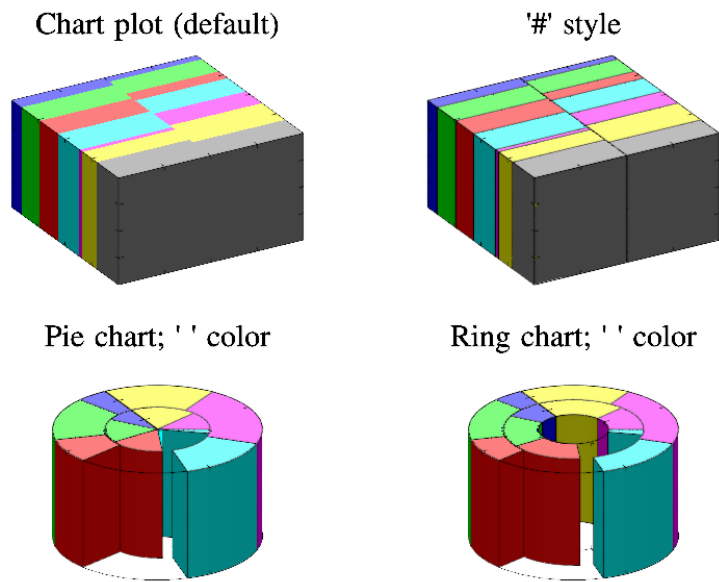 Chart plot (default)
'#' style
Pie chart; ' ' color
Ring chart; ' ' color